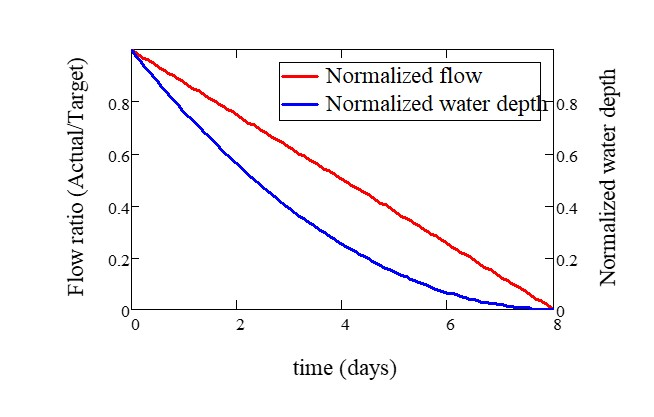 Normalized flow
Normalized water depth
Flow ratio (Actual/Target)
0.8
0.6
0.4
0.2
0
0.8
0.6
0.4
0.2
0
Normalized water depth
0 2 4 6 8
time (days)